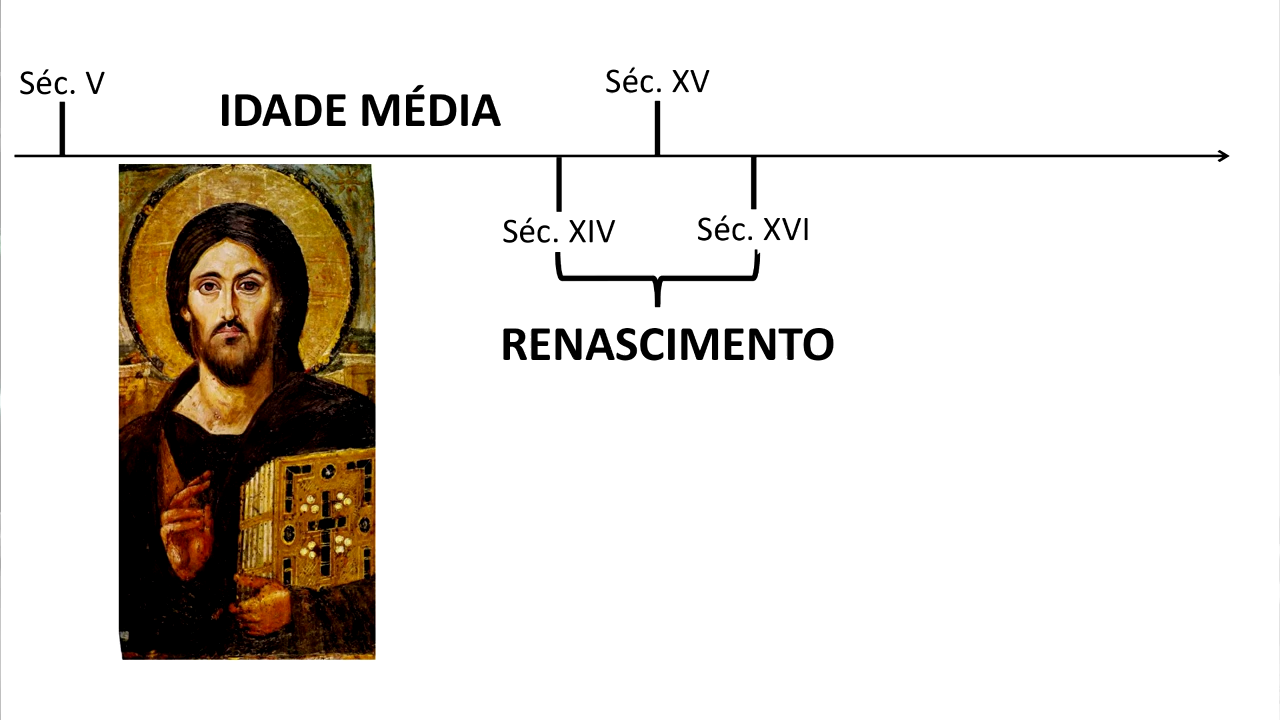 Séc. V
IDADE MÉDIA
Séc. XV
Séc. XIV
Séc. XVI
RENASCIMENTO